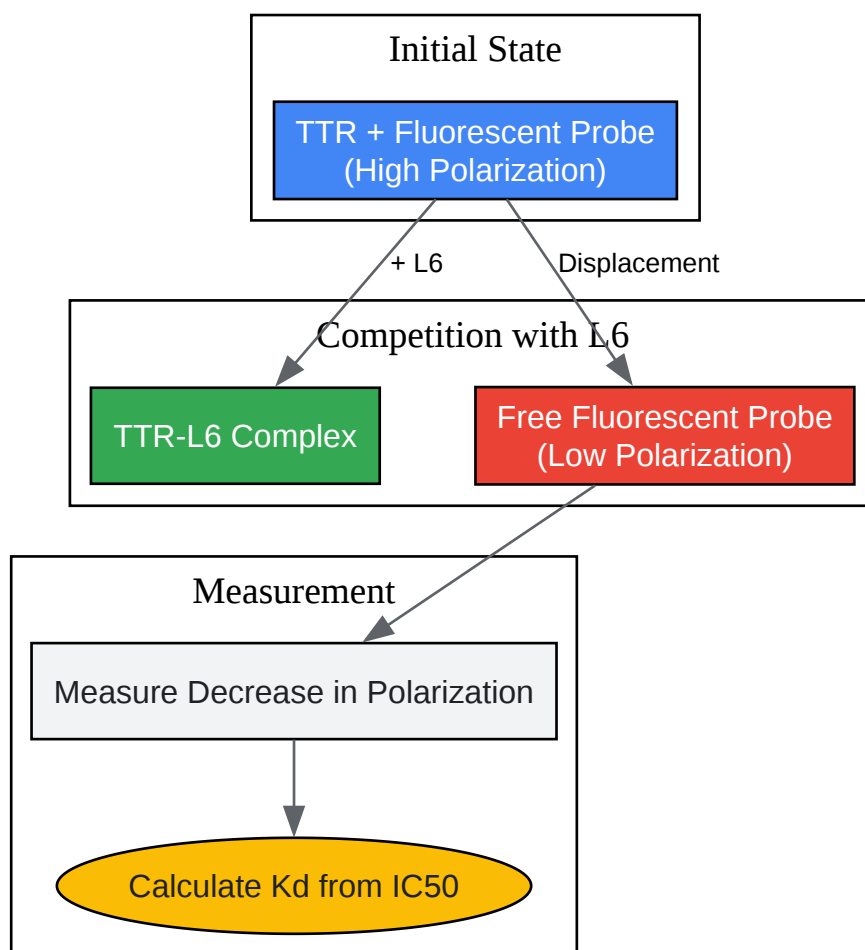 Initial State
TTR + Fluorescent Probe
(High Polarization)
+ L6
Displacement
Competition with L6
TTR-L6 Complex
Free Fluorescent Probe
(Low Polarization)
Measurement
Measure Decrease in Polarization
Calculate Kd from IC50